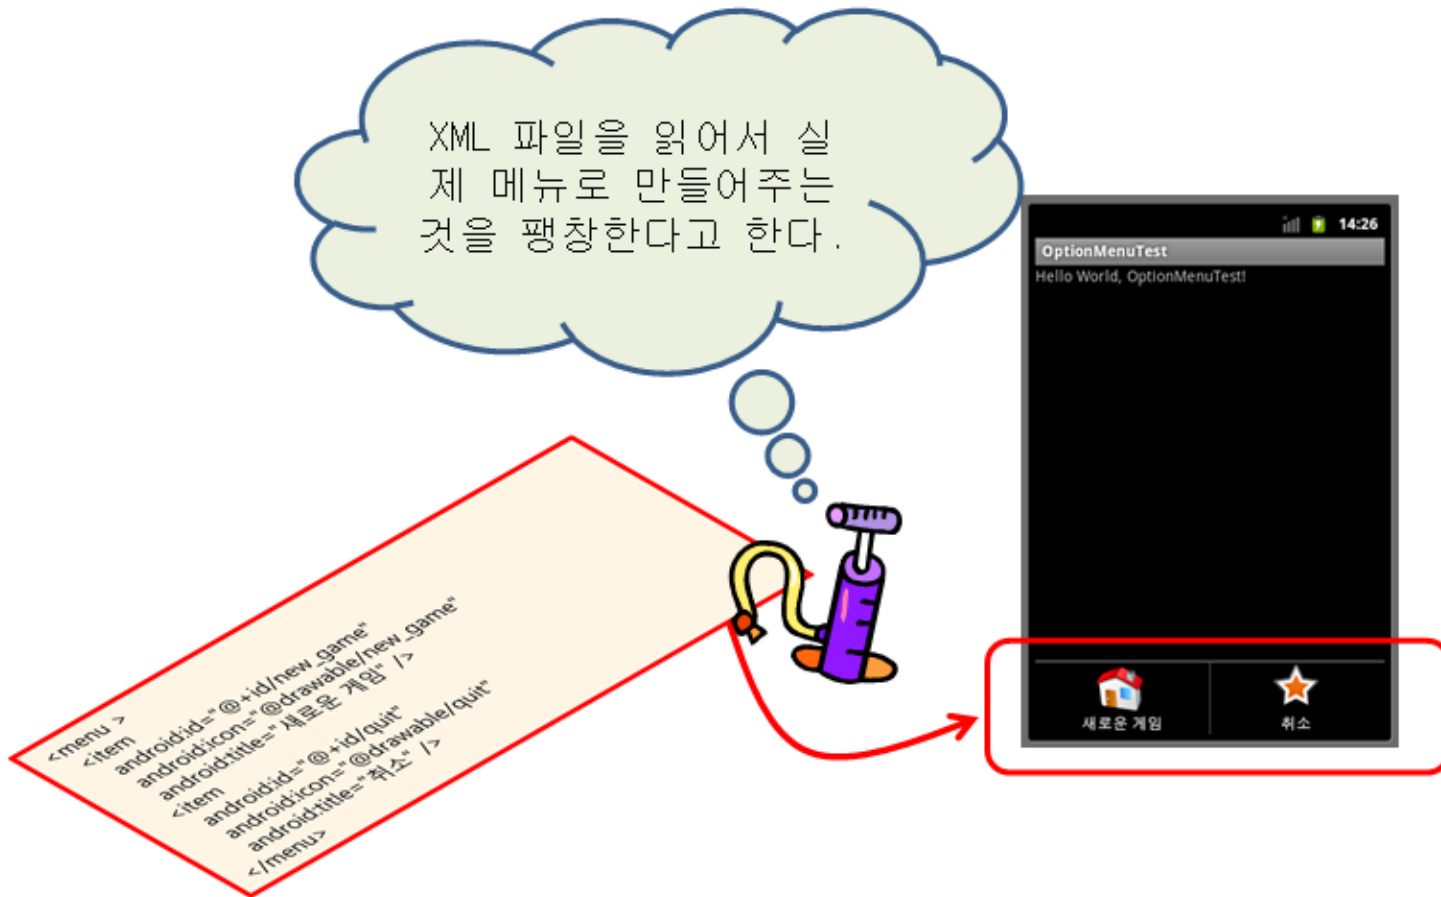 XML 파일을 읽어서 실
제 메뉴로 만들어주는
것을 팽창한다고 한다.
14:26
OptionMenuTest
Hello World, OptionMenuTest!
<menu >
<item
android:id="@+id/new_game"
android:icon="@drawable/new_game"
android:title="새로운 게임" />
<item
android:id="@+id/quit"
android:icon="@drawable/quit"
android:title="취소" />
</menu>
새로운 게임
취소